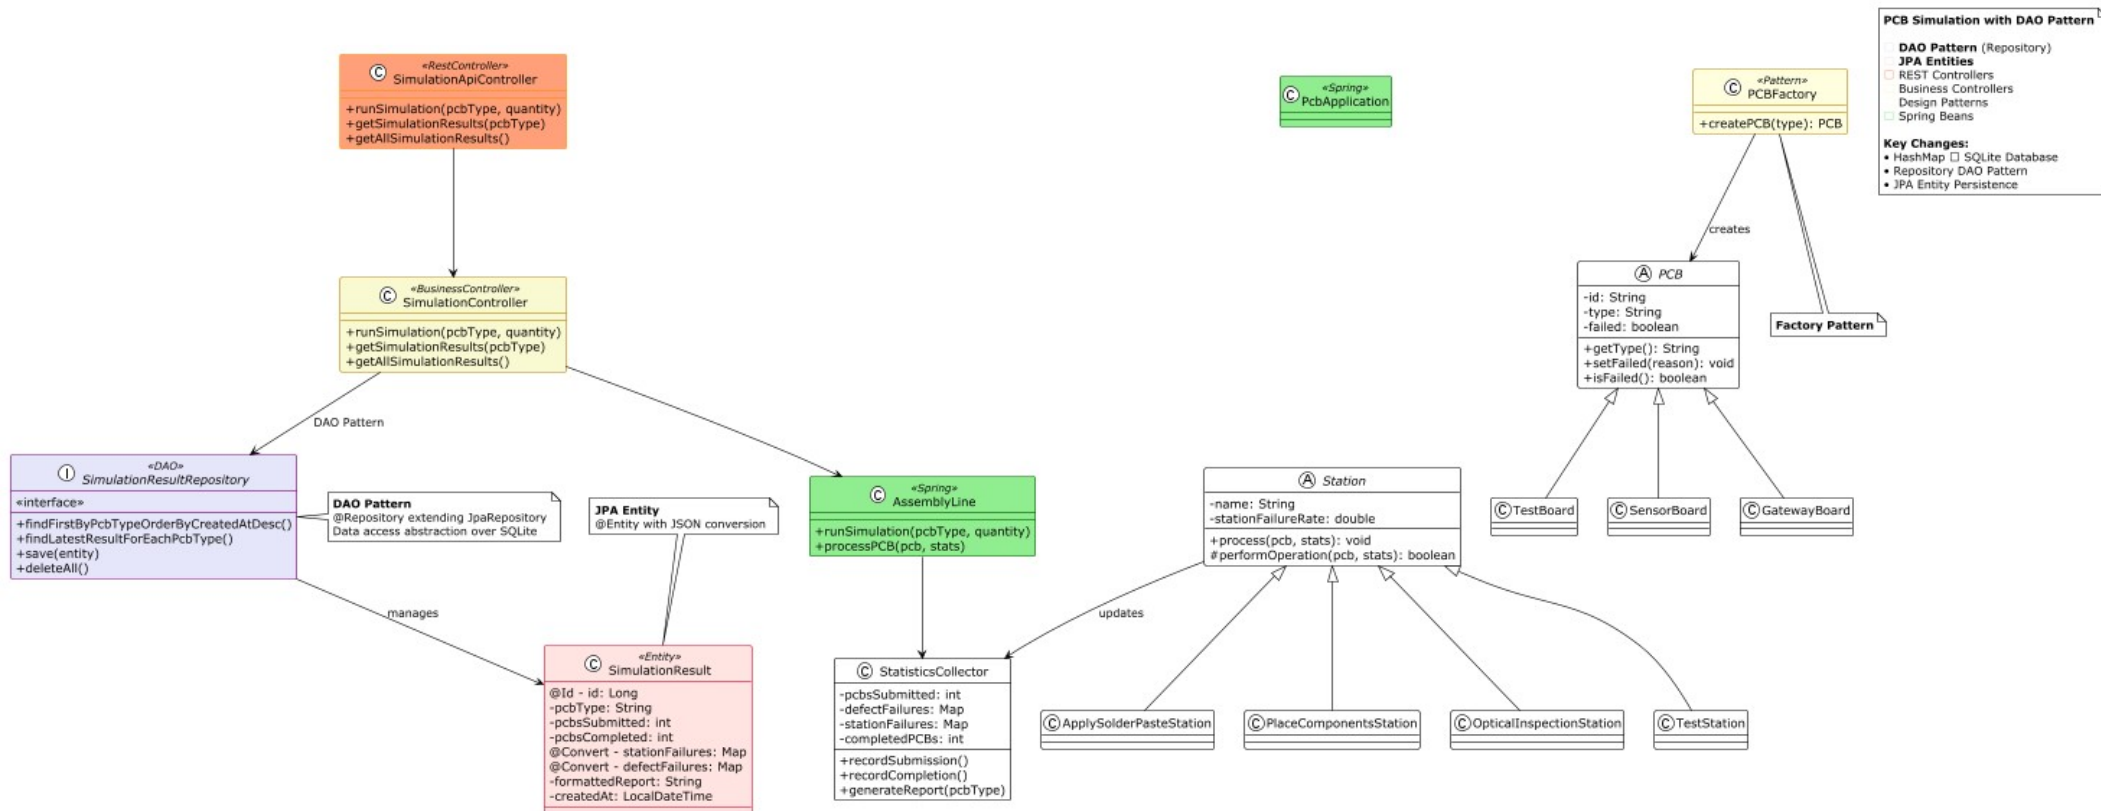 «RestController»
C SimulationApiController
+runSimulation(pcbType, quantity)
+getSimulationResults(pcbType)
+getAllSimulationResults()
«Spring»
C PcbApplication
«Pattern»
C PCBFactory
+createPCB(type): PCB
PCB Simulation with DAO Pattern
DAO Pattern (Repository)
JPA Entities
REST Controllers
Business Controllers
Design Patterns
Spring Beans
Key Changes:
• HashMap □ SQLite Database
• Repository DAO Pattern
• JPA Entity Persistence
creates
«BusinessController»
C SimulationController
+runSimulation(pcbType, quantity)
+getSimulationResults(pcbType)
+getAllSimulationResults()
A PCB
-id: String
-type: String
-failed: boolean
+getType(): String
+setFailed(reason): void
+isFailed(): boolean
Factory Pattern
DAO Pattern
«DAO»
I SimulationResultRepository
«interface»
+findFirstByPcbTypeOrderByCreatedAtDesc()
+findLatestResultForEachPcbType()
+save(entity)
+deleteAll()
DAO Pattern
@Repository extending JpaRepository
Data access abstraction over SQLite
JPA Entity
@Entity with JSON conversion
«Spring»
C AssemblyLine
+runSimulation(pcbType, quantity)
+processPCB(pcb, stats)
A Station
-name: String
-stationFailureRate: double
+process(pcb, stats): void
#performOperation(pcb, stats): boolean
C TestBoard
C SensorBoard
C GatewayBoard
manages
updates
«Entity»
C SimulationResult
@Id - id: Long
-pcbType: String
-pcbsSubmitted: int
-pcbsCompleted: int
@Convert - stationFailures: Map
@Convert - defectFailures: Map
-formattedReport: String
-createdAt: LocalDateTime
C StatisticsCollector
-pcbsSubmitted: int
-defectFailures: Map
-stationFailures: Map
-completedPCBs: int
+recordSubmission()
+recordCompletion()
+generateReport(pcbType)
C ApplySolderPasteStation
C PlaceComponentsStation
C OpticalInspectionStation
C TestStation